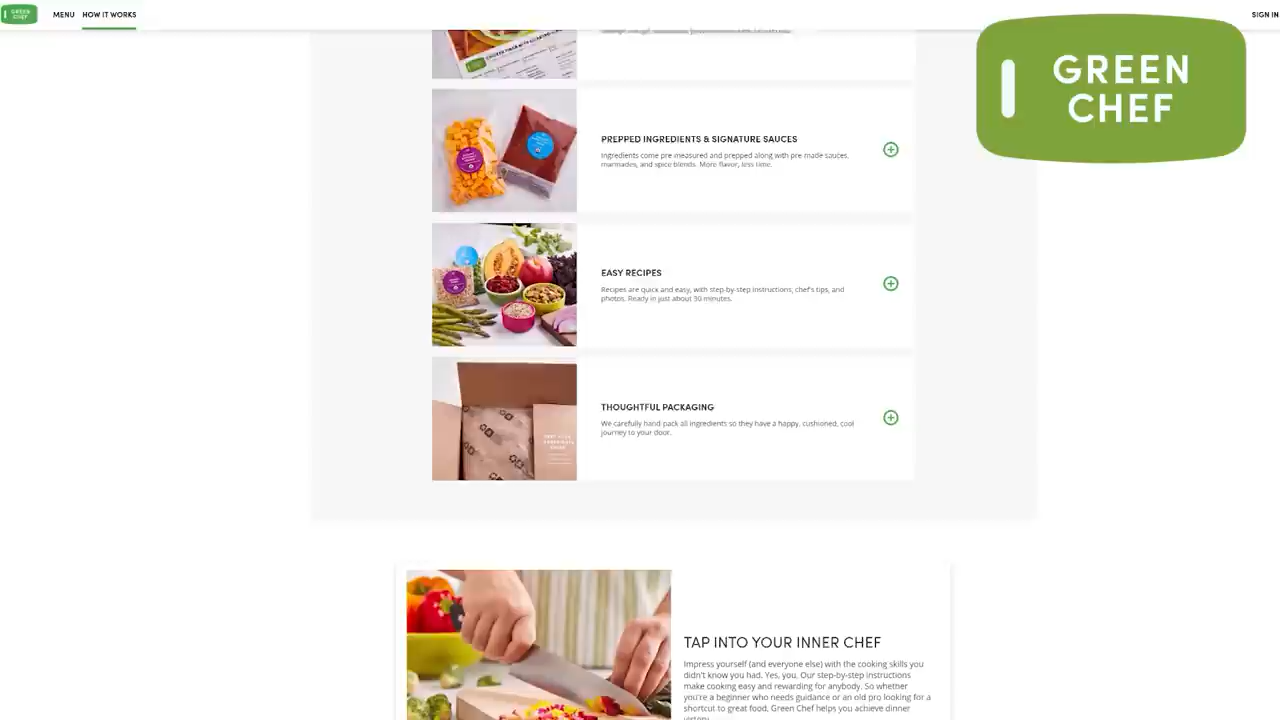 GREEN
CHEF
MENU
HOW IT WORKS
SIGN IN
GREEN
CHEF
PREPPED INGREDIENTS & SIGNATURE SAUCES
Ingredients come pre-measured and prepped along with pre-made sauces,
marinades, and spice blends. More flavor, less time.
EASY RECIPES
Recipes are quick and easy, with step-by-step instructions, chef's tips, and
photos. Ready in just about 30 minutes.
THOUGHTFUL PACKAGING
We carefully hand pack all ingredients so they have a happy, cushioned, cool
journey to your door.
TAP INTO YOUR INNER CHEF
Impress yourself (and everyone else) with the cooking skills you
didn't know you had. Yes, you. Our step-by-step instructions
make cooking easy and rewarding for anybody. So whether
you're a beginner who needs guidance or an old pro looking for a
shortcut to great food, Green Chef helps you achieve dinner
victory.